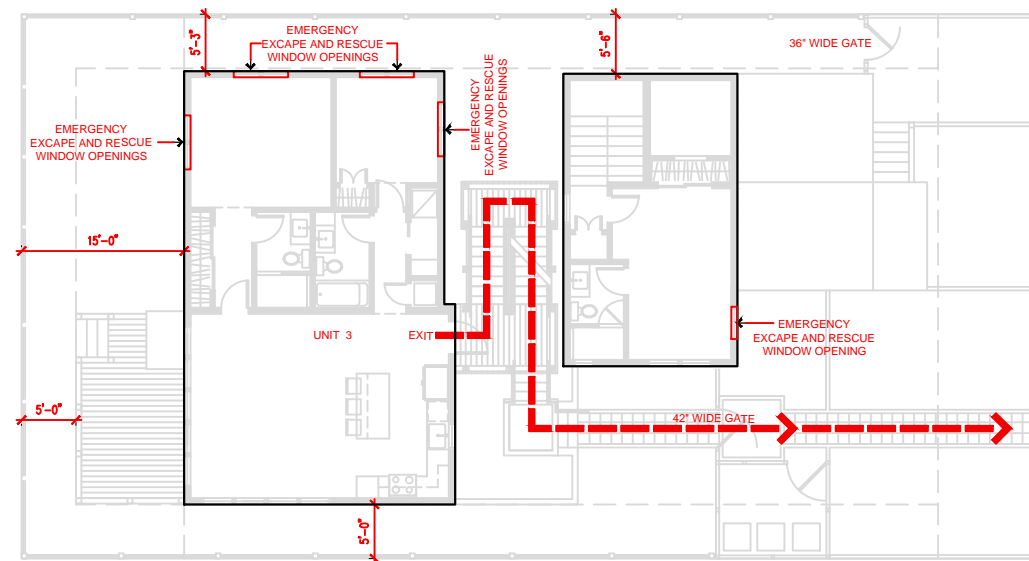 5'-3"
EMERGENCY
EXCAPE AND RESCUE
WINDOW OPENINGS
5'-6"
36" WIDE GATE
EMERGENCY
EXCAPE AND RESCUE
WINDOW OPENINGS
EMERGENCY
EXCAPE AND RESCUE
WINDOW OPENINGS
15'-0"
UNIT 3
EXIT
EMERGENCY
EXCAPE AND RESCUE
WINDOW OPENING
5'-0"
42" WIDE GATE
5'-0"